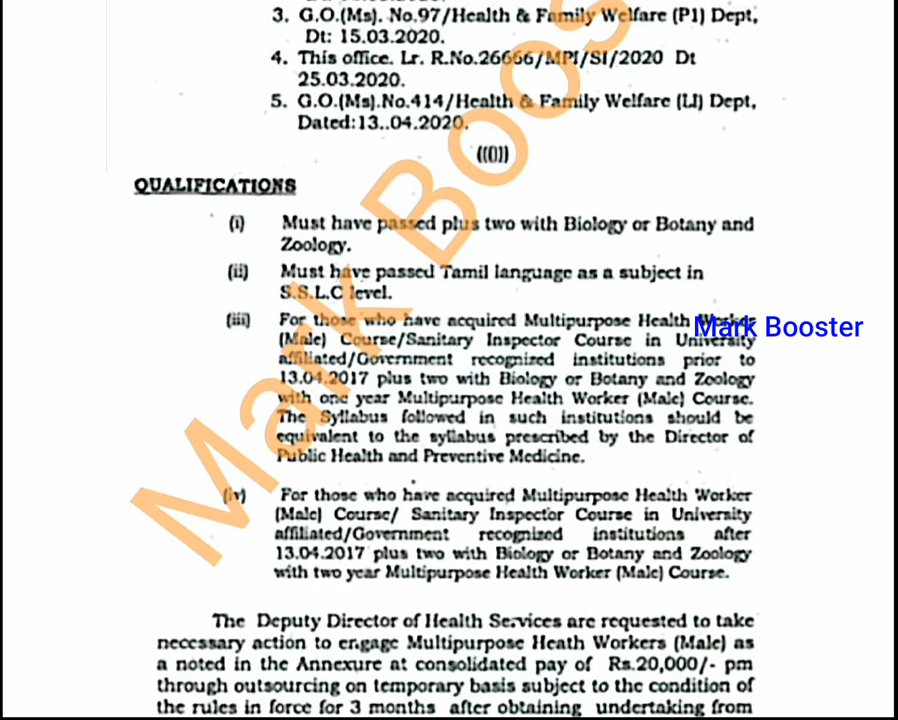 3. G.O.(Ms). No.97/Health & Family Welfare (P1) Dept,
Dt: 15.03.2020.
4. This office. Lr. R.No.26666/MPI/SI/2020 Dt
25.03.2020.
5. G.O.(Ms).No.414/Health & Family Welfare (LI) Dept,
Dated:13..04.2020.
QUALIFICATIONS
(i) Must have passed plus two with Biology or Botany and
Zoology.
(ii) Must have passed Tamil language as a subject in
S.S.L.C level.
(iii) For those who have acquired Multipurpose Health Worker
Mark Booster
(Male) Course/Sanitary Inspector Course in University
affiliated/Government recognized institutions prior to
13.04.2017 plus two with Biology or Botany and Zoology
with one year Multipurpose Health Worker (Male) Course.
The Syllabus followed in such institutions should be
equivalent to the syllabus prescribed by the Director of
Public Health and Preventive Medicine.
(iv) For those who have acquired Multipurpose Health Worker
(Male) Course/ Sanitary Inspector Course in University
affiliated/Government recognized institutions after
13.04.2017 plus two with Biology or Botany and Zoology
with two year Multipurpose Health Worker (Male) Course.
The Deputy Director of Health Services are requested to take
necessary action to engage Multipurpose Heath Workers (Male) as
a noted in the Annexure at consolidated pay of Rs.20,000/- pm
through outsourcing on temporary basis subject to the condition of
the rules in force for 3 months after obtaining undertaking from
Mark Boos